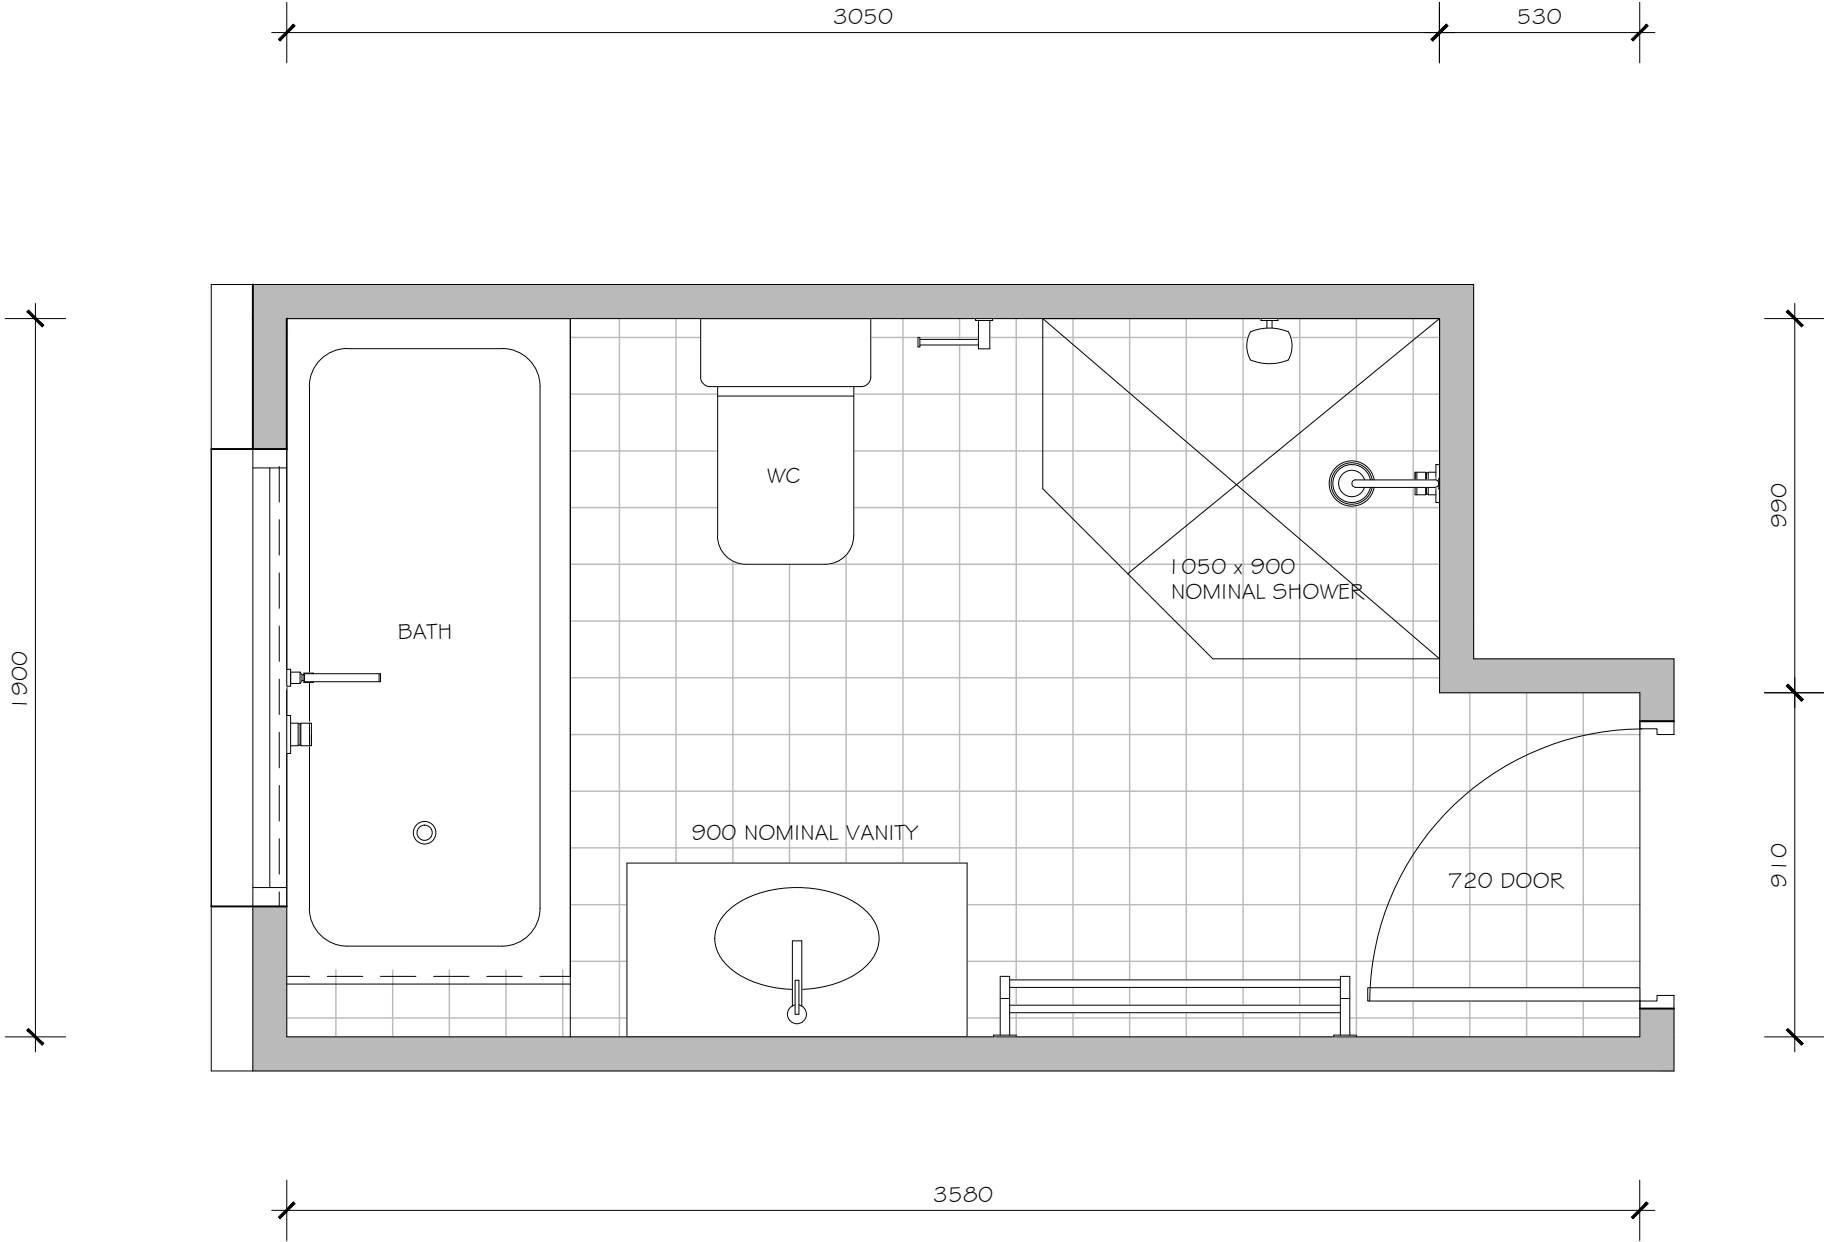 3050
530
WC
990
1050 x 900
NOMINAL SHOWER
BATH
1900
900 NOMINAL VANITY
720 DOOR
910
3580